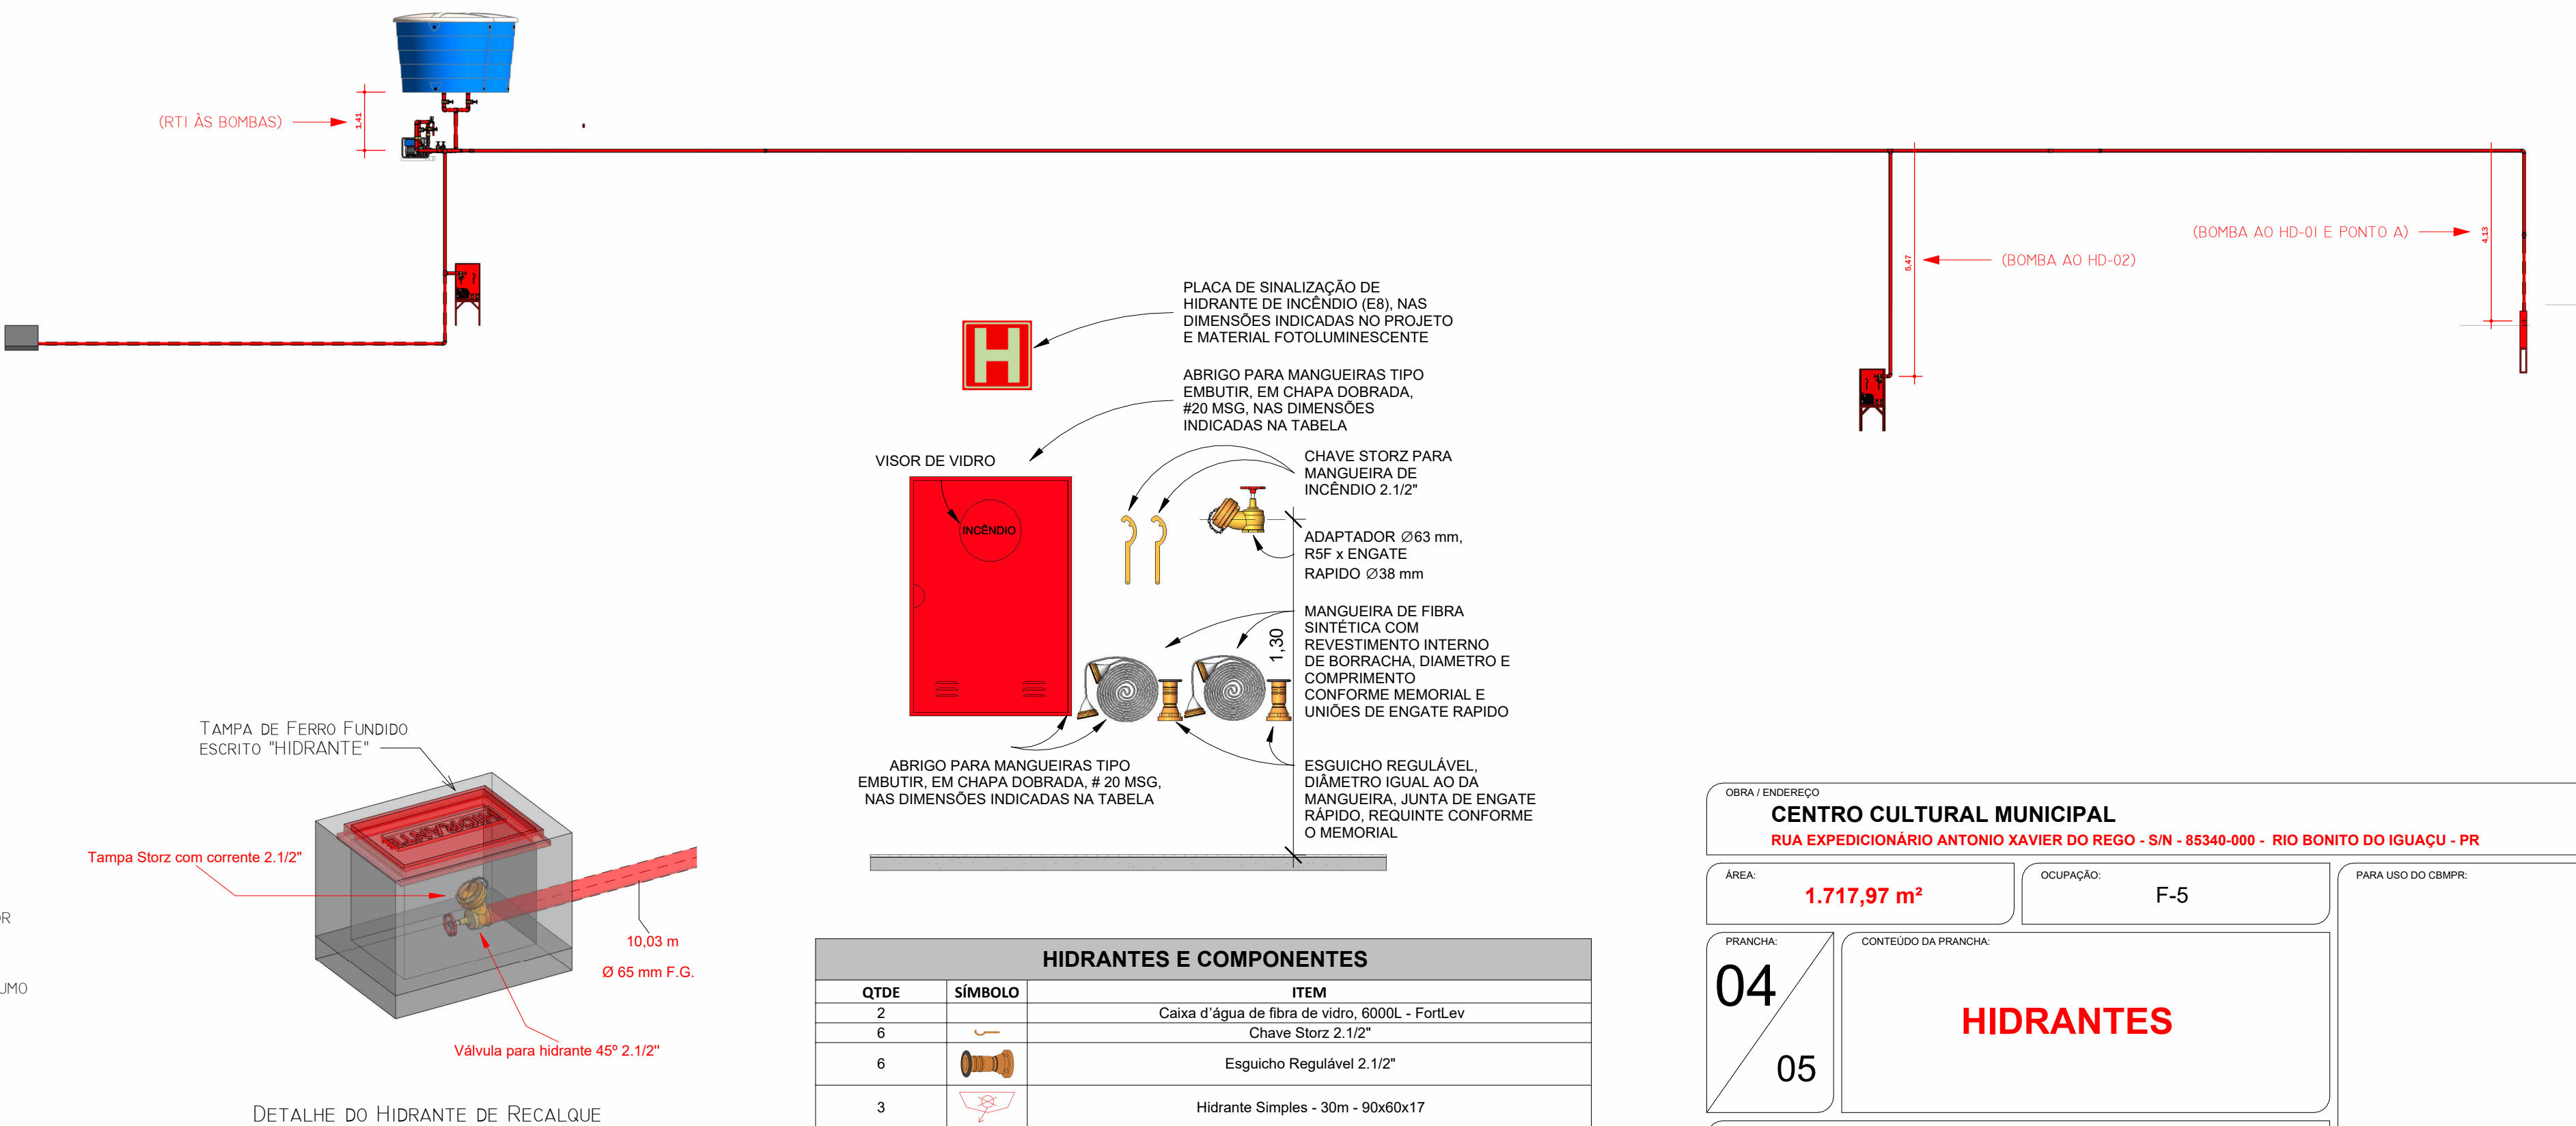 (RTI ÀS BOMBAS)
1,41
5,47
(BOMBA AO HD-02)
(BOMBA AO HD-01 E PONTO A)
4,13
PLACA DE SINALIZAÇÃO DE
HIDRANTE DE INCÊNDIO (E8), NAS
DIMENSÕES INDICADAS NO PROJETO
E MATERIAL FOTOLUMINESCENTE
H
ABRIGO PARA MANGUEIRAS TIPO
EMBUTIR, EM CHAPA DOBRADA,
#20 MSG, NAS DIMENSÕES
INDICADAS NA TABELA
VISOR DE VIDRO
INCÊNDIO
CHAVE STORZ PARA
MANGUEIRA DE
INCÊNDIO 2.1/2"
ADAPTADOR ∅63 mm,
R5F x ENGATE
RAPIDO ∅38 mm
MANGUEIRA DE FIBRA
SINTÉTICA COM
REVESTIMENTO INTERNO
DE BORRACHA, DIAMETRO E
COMPRIMENTO
CONFORME MEMORIAL E
UNIÕES DE ENGATE RAPIDO
1,30
ABRIGO PARA MANGUEIRAS TIPO
EMBUTIR, EM CHAPA DOBRADA, # 20 MSG,
NAS DIMENSÕES INDICADAS NA TABELA
ESGUICHO REGULÁVEL,
DIÂMETRO IGUAL AO DA
MANGUEIRA, JUNTA DE ENGATE
RÁPIDO, REQUINTE CONFORME
O MEMORIAL
TAMPA DE FERRO FUNDIDO
ESCRITO "HIDRANTE"
HIDRANTE
Tampa Storz com corrente 2.1/2"
OR
UMO
10,03 m
Ø 65 mm F.G.
Válvula para hidrante 45º 2.1/2"
DETALHE DO HIDRANTE DE RECALQUE
HIDRANTES E COMPONENTES
QTDE SÍMBOLO ITEM
2 Caixa d'água de fibra de vidro, 6000L - FortLev
6 Chave Storz 2.1/2"
6 Esguicho Regulável 2.1/2"
3 Hidrante Simples - 30m - 90x60x17
OBRA / ENDEREÇO
CENTRO CULTURAL MUNICIPAL
RUA EXPEDICIONÁRIO ANTONIO XAVIER DO REGO - S/N - 85340-000 - RIO BONITO DO IGUAÇU - PR
ÁREA:
1.717,97 m²
OCUPAÇÃO:
F-5
PARA USO DO CBMPR:
PRANCHA:
04
05
CONTEÚDO DA PRANCHA:
HIDRANTES